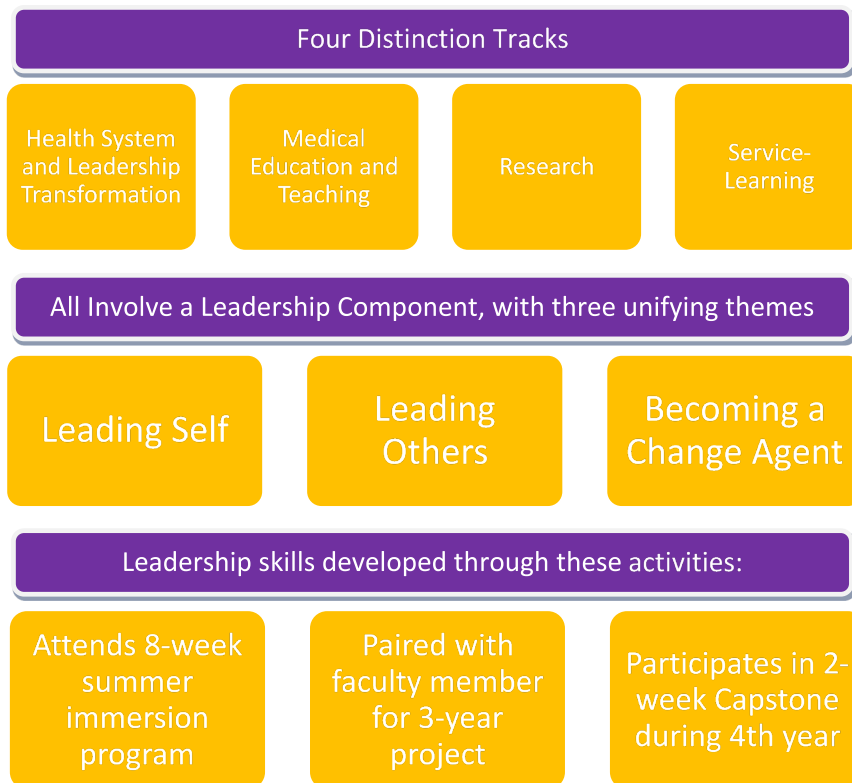 Four Distinction Tracks
Health System
and Leadership
Transformation
Medical
Education and
Teaching
Research
Service-
Learning
All Involve a Leadership Component, with three unifying themes
Leading Self
Leading
Others
Becoming a
Change Agent
Leadership skills developed through these activities:
Attends 8-week
summer
immersion
program
Paired with
faculty member
for 3-year
project
Participates in 2-
week Capstone
during 4th year